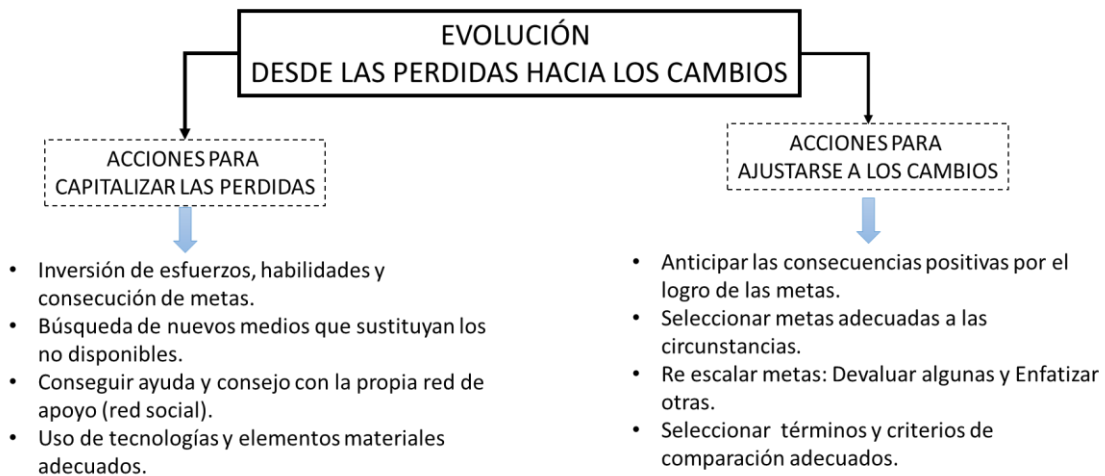 EVOLUCIÓN
DESDE LAS PERDIDAS HACIA LOS CAMBIOS
ACCIONES PARA
CAPITALIZAR LAS PERDIDAS
• Inversión de esfuerzos, habilidades y
consecución de metas.
• Búsqueda de nuevos medios que sustituyan los
no disponibles.
• Conseguir ayuda y consejo con la propia red de
apoyo (red social).
• Uso de tecnologías y elementos materiales
adecuados.
ACCIONES PARA
AJUSTARSE A LOS CAMBIOS
• Anticipar las consecuencias positivas por el
logro de las metas.
• Seleccionar metas adecuadas a las
circunstancias.
• Re escalar metas: Devaluar algunas y Enfatizar
otras.
• Seleccionar términos y criterios de
comparación adecuados.